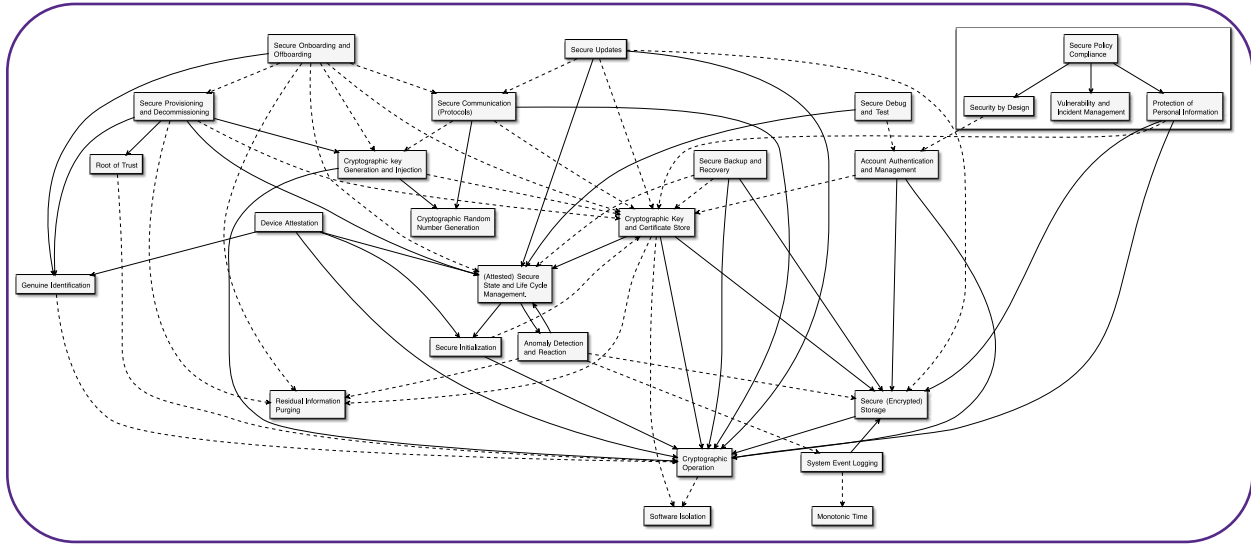 Secure Onboarding and
Offboarding
Secure Updates
Secure Policy
Compliance
Secure Provisioning
and Decommissioning
Secure Communication
(Protocols)
Secure Debug
and Test
Security by Design
Vulnerability and
Incident Management
Protection of
Personal Information
Root of Trust
Cryptographic key
Generation and Injection
Secure Backup and
Recovery
Account Authentication
and Management
Device Attestation
Cryptographic Random
Number Generation
Cryptographic Key
and Certificate Store
Genuine Identification
(Attested) Secure
State and Life Cycle
Management.
Secure Initialization
Anomaly Detection
and Reaction
Residual Information
Purging
Secure (Encrypted)
Storage
Cryptographic
Operation
System Event Logging
Software Isolation
Monotonic Time